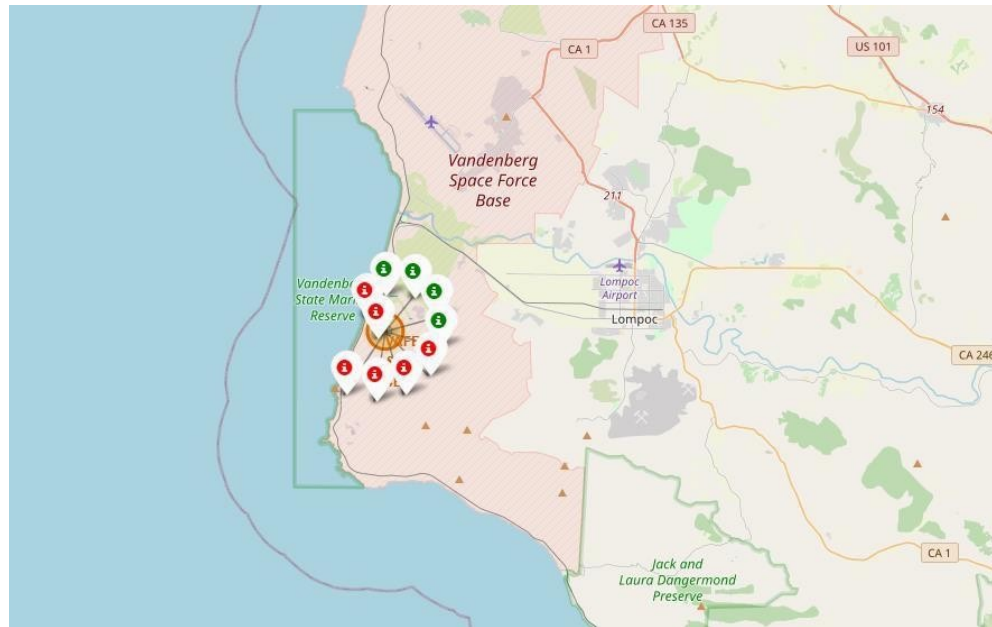 CA 135
CA 1
US 101
154
Vandenberg
Space Force
Base
211
State Mar
Reserve
Lompoc
Airport
Lompoc
CA 246
Jack and
Laura Dangermond
Preserve
CA 1